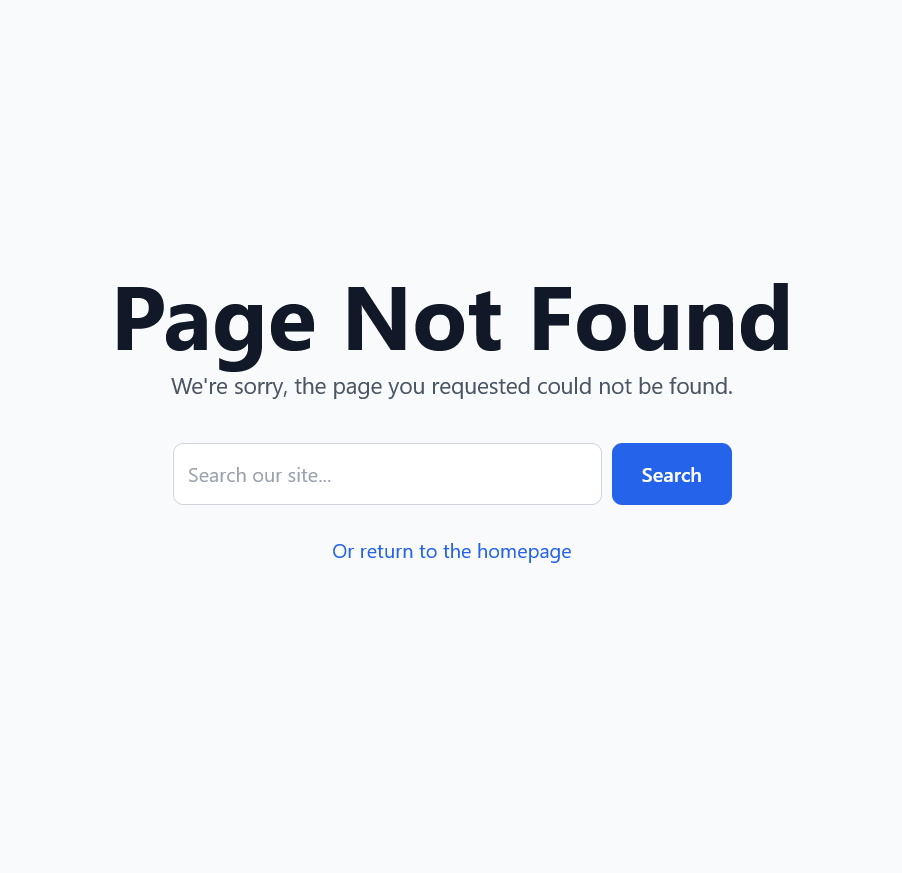 Page Not Found
We're sorry, the page you requested could not be found.
Search our site...
Search
Or return to the homepage